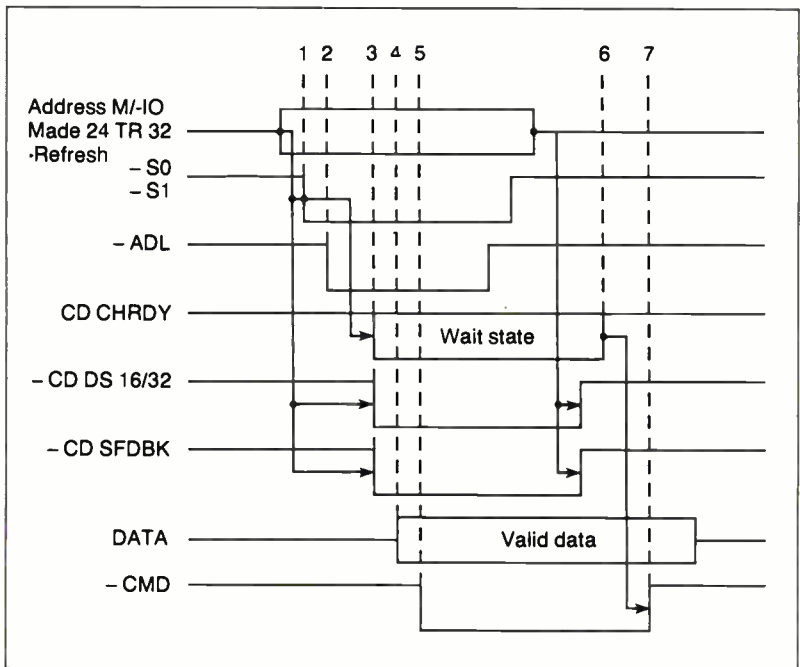 1 2 3 4 5 6 7
Address M/-IO
Made 24 TR 32
·Refresh
– S0
– S1
– ADL
CD CHRDY
Wait state
– CD DS 16/32
– CD SFDBK
DATA
Valid data
– CMD